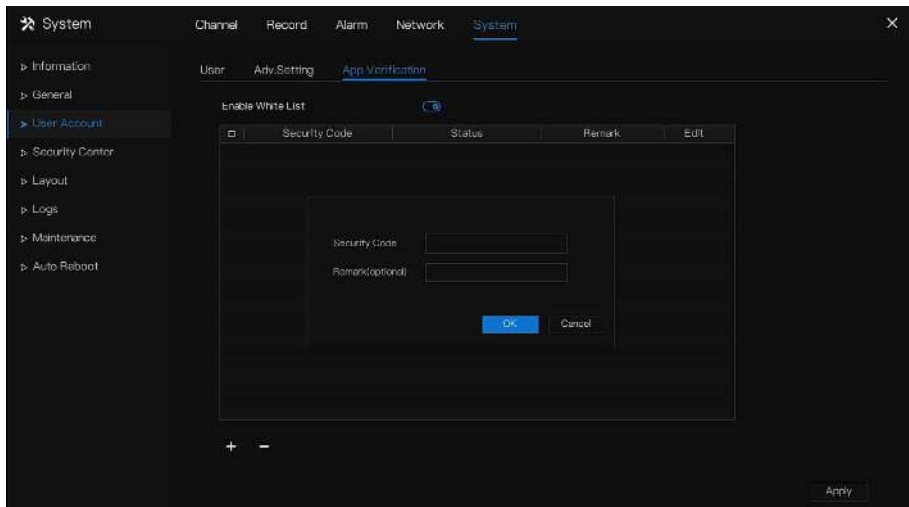 System
Channel Record Alarm Network System
Information
General
User Account
Security Center
Layout
Logs
Maintenance
Auto Reboot
User Adv.Setting App Verification
Enable White List
Security Code Status Remark Edit
Security Code
Remark(optional)
OK Cancel
Apply